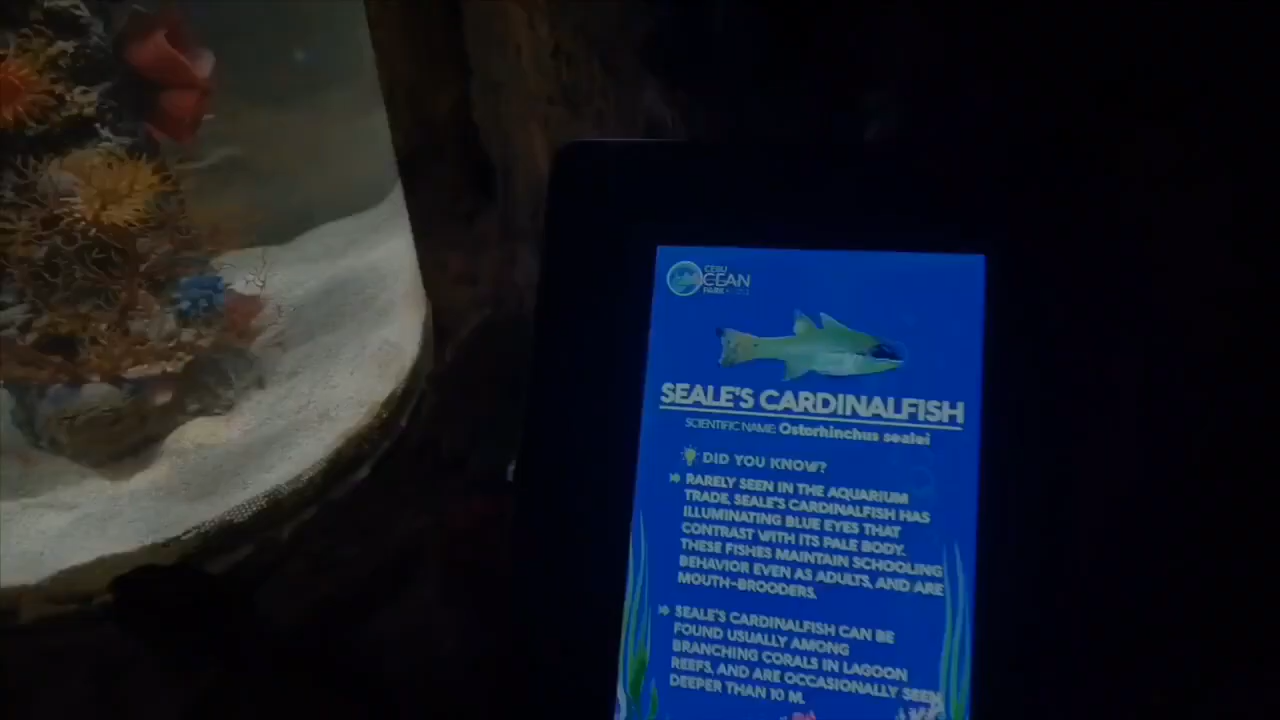 CEBU
OCEAN
PARK
SEALE'S CARDINALFISH
SCIENTIFIC NAME: Ostorhinchus sealei
DID YOU KNOW?
RARELY SEEN IN THE AQUARIUM
TRADE, SEALE'S CARDINALFISH HAS
ILLUMINATING BLUE EYES THAT
CONTRAST WITH ITS PALE BODY.
THESE FISHES MAINTAIN SCHOOLING
BEHAVIOR EVEN AS ADULTS, AND ARE
MOUTH-BROODERS.
SEALE'S CARDINALFISH CAN BE
FOUND USUALLY AMONG
BRANCHING CORALS IN LAGOON
REEFS, AND ARE OCCASIONALLY SEEN
DEEPER THAN 10 M.